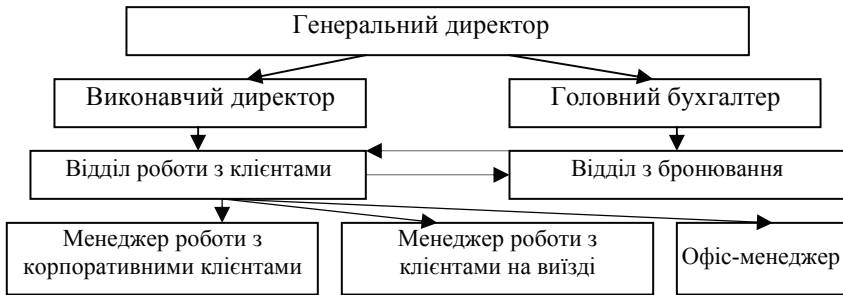 Генеральний директор
Виконавчий директор
Головний бухгалтер
Відділ роботи з клієнтами
Відділ з бронювання
Менеджер роботи з
корпоративними клієнтами
Менеджер роботи з
клієнтами на виїзді
Офіс-менеджер